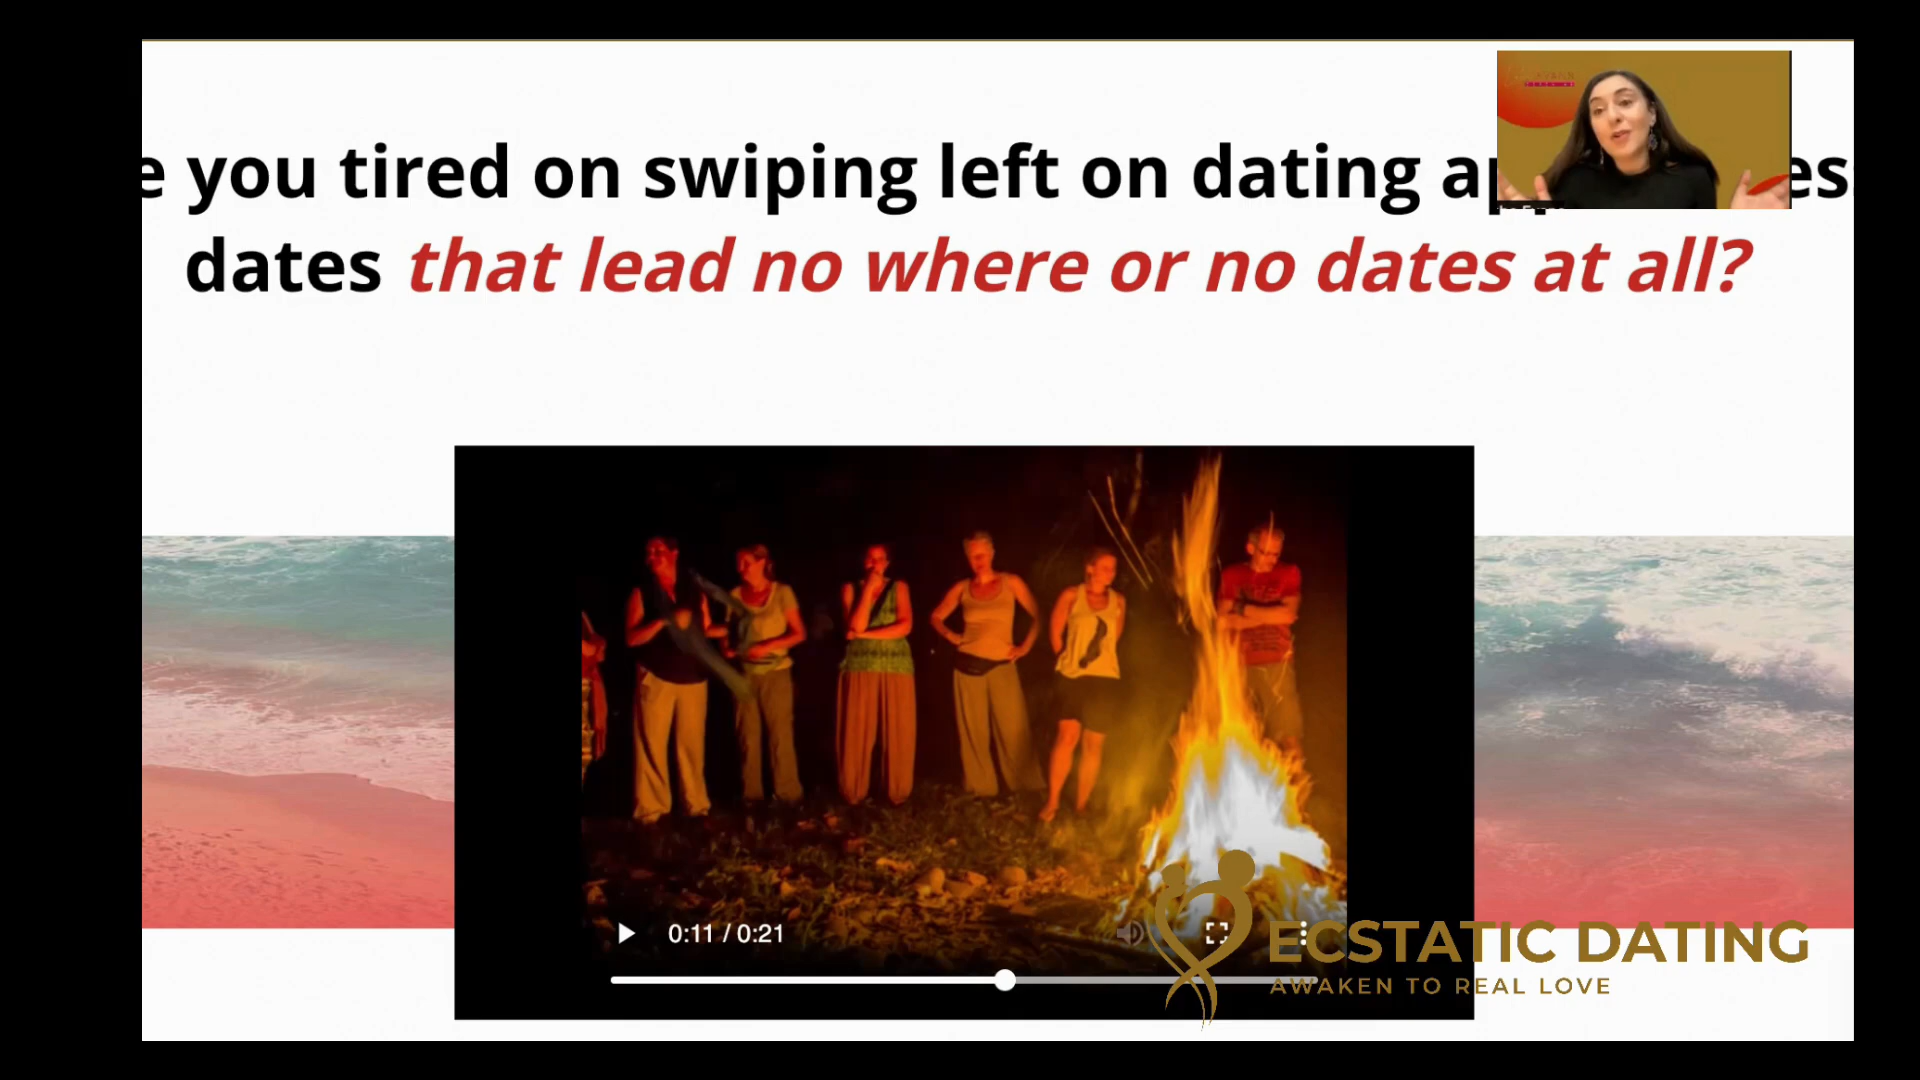 e you tired on swiping left on dating ap es
dates that lead no where or no dates at all?
0:11 / 0:21
ECSTATIC DATING
AWAKEN TO REAL LOVE